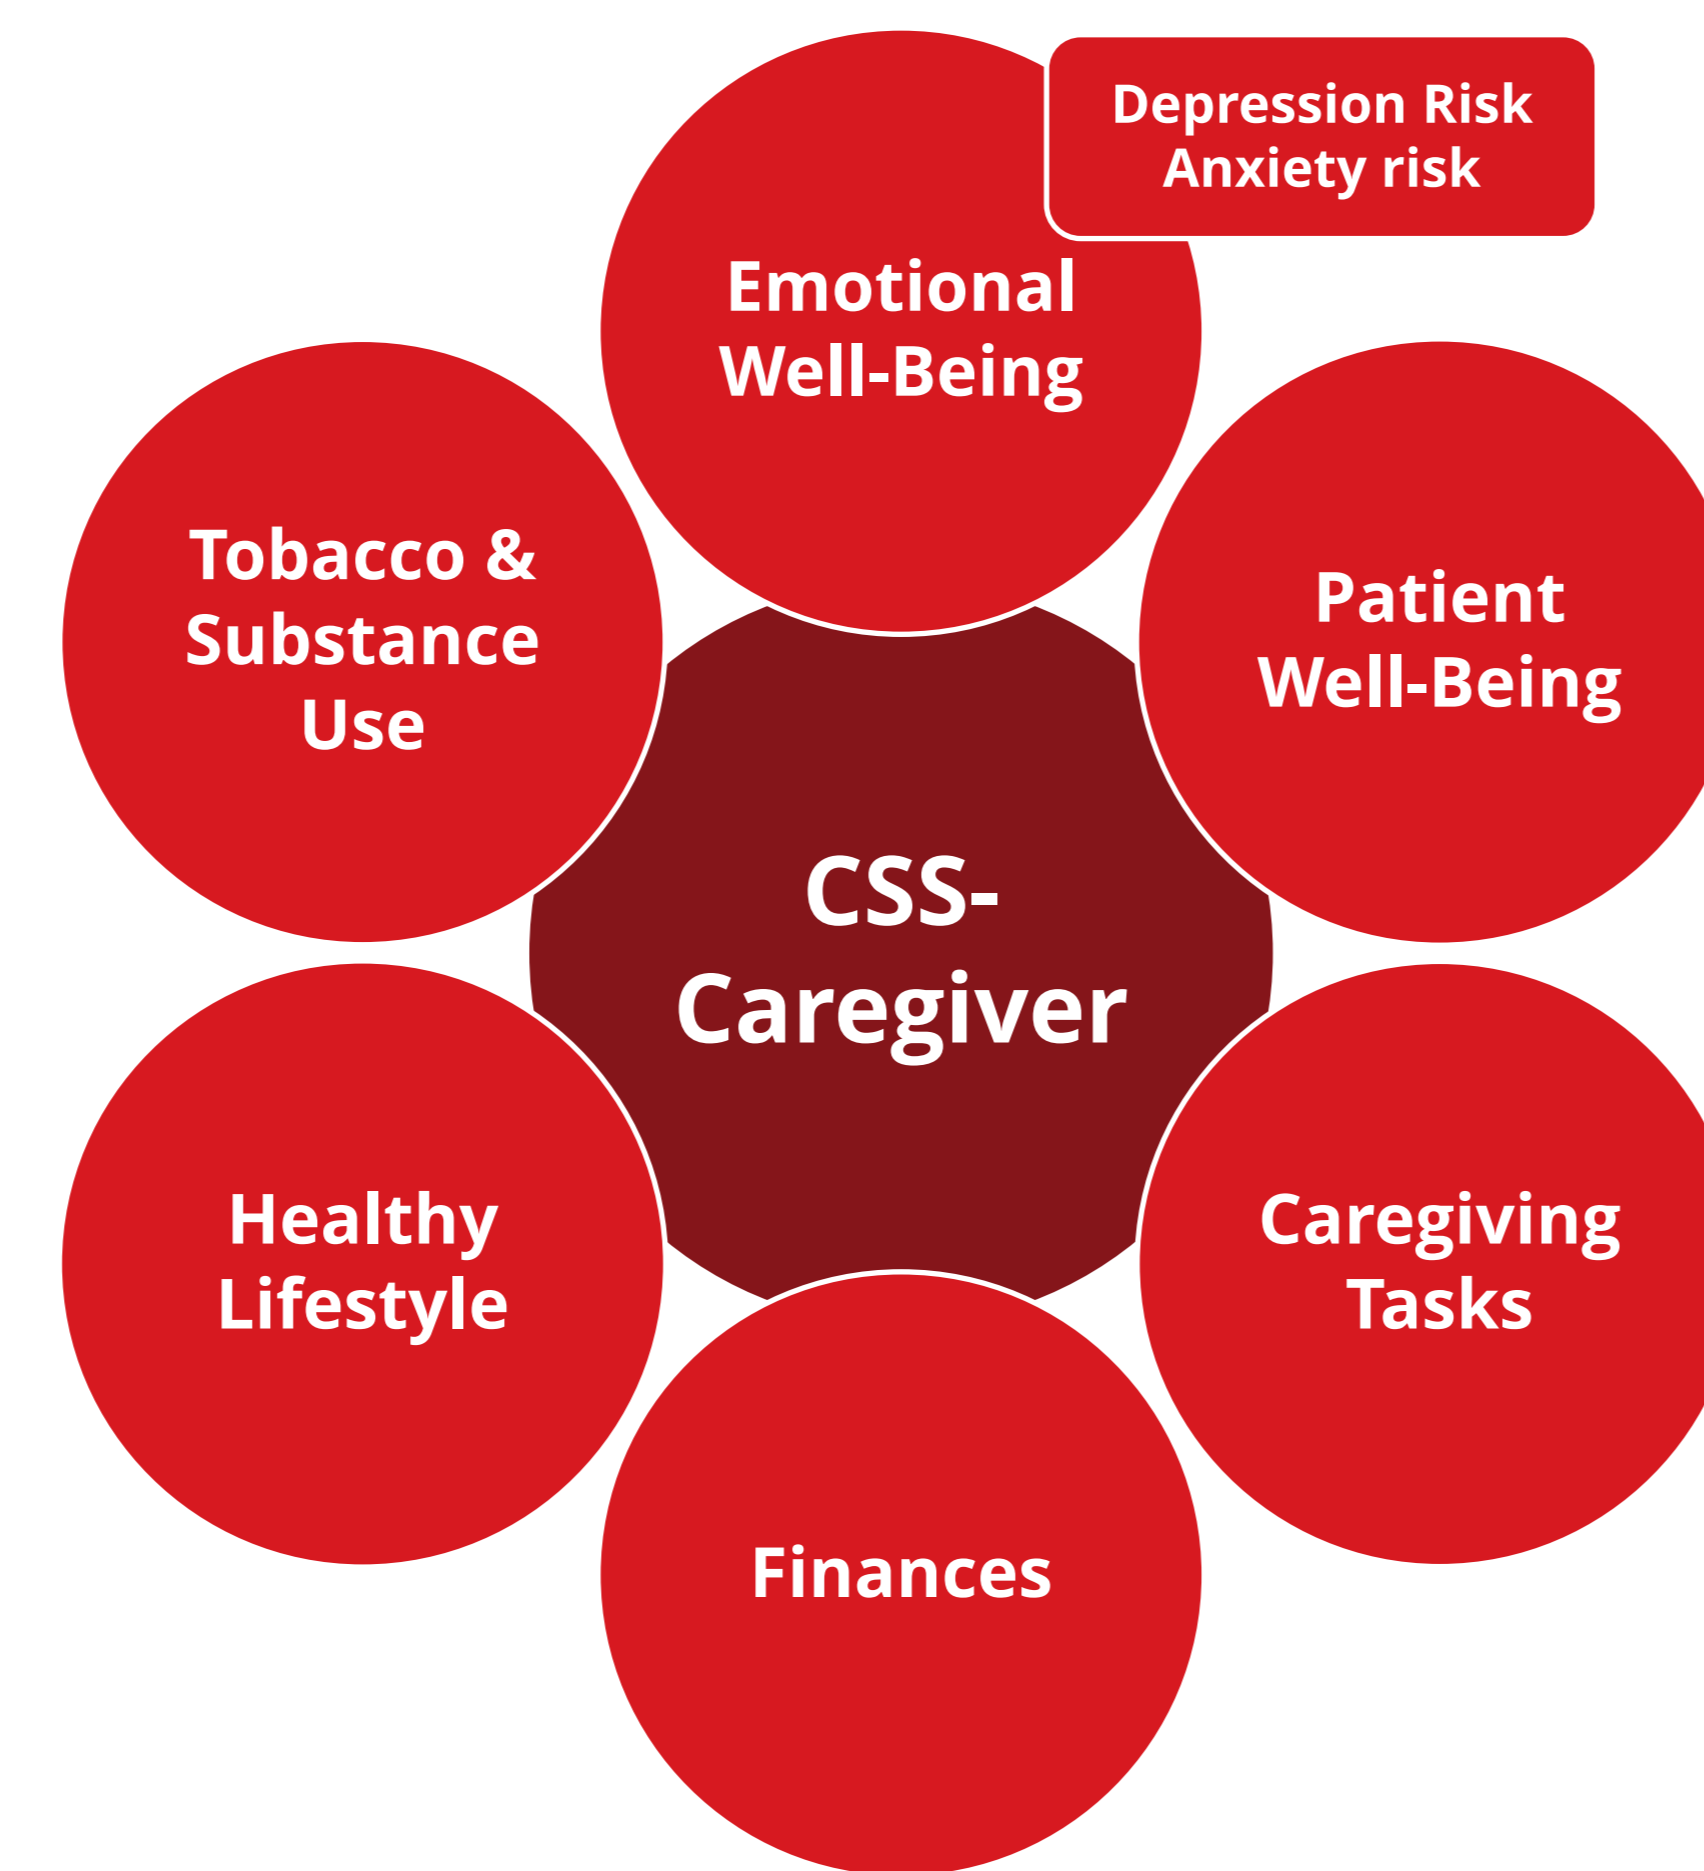 Depression Risk
Anxiety risk
Emotional
Well-Being
Tobacco &
Substance
Use
Patient
Well-Being
CSS-
Caregiver
Healthy
Lifestyle
Caregiving
Tasks
Finances